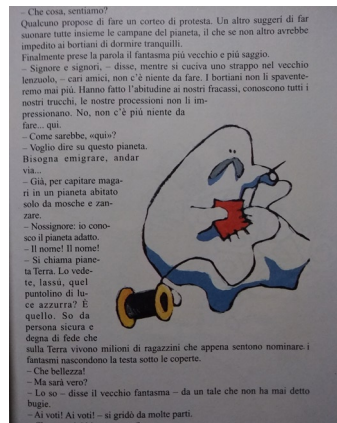 – Che cosa, sentiamo?
Qualcuno propose di fare un corteo di protesta. Un altro suggerì di far
suonare tutte insieme le campane del pianeta, il che se non altro avrebbe
impedito ai bortiani di dormire tranquilli.
Finalmente prese la parola il fantasma più vecchio e più saggio.
– Signore e signori, – disse, mentre si cuciva uno strappo nel vecchio
lenzuolo, – cari amici, non c'è niente da fare. I bortiani non li spavente-
remo mai più. Hanno fatto l'abitudine ai nostri fracassi, conoscono tutti i
nostri trucchi, le nostre processioni non li im-
pressionano. No, non c'è più niente da
fare... qui.
– Come sarebbe, «qui»?
– Voglio dire su questo pianeta.
Bisogna emigrare, andar
via...
– Già, per capitare maga-
ri in un pianeta abitato
solo da mosche e zan-
zare.
– Nossignore: io cono-
sco il pianeta adatto.
– Il nome! Il nome!
– Si chiama piane-
ta Terra. Lo vede-
te, lassù, quel
puntolino di lu-
ce azzurra? È
quello. So da
persona sicura e
degna di fede che
sulla Terra vivono milioni di ragazzini che appena sentono nominare i
fantasmi nascondono la testa sotto le coperte.
– Che bellezza!
– Ma sarà vero?
– Lo so – disse il vecchio fantasma – da un tale che non ha mai detto
bugie.
– Ai voti! Ai voti! – si gridò da molte parti.